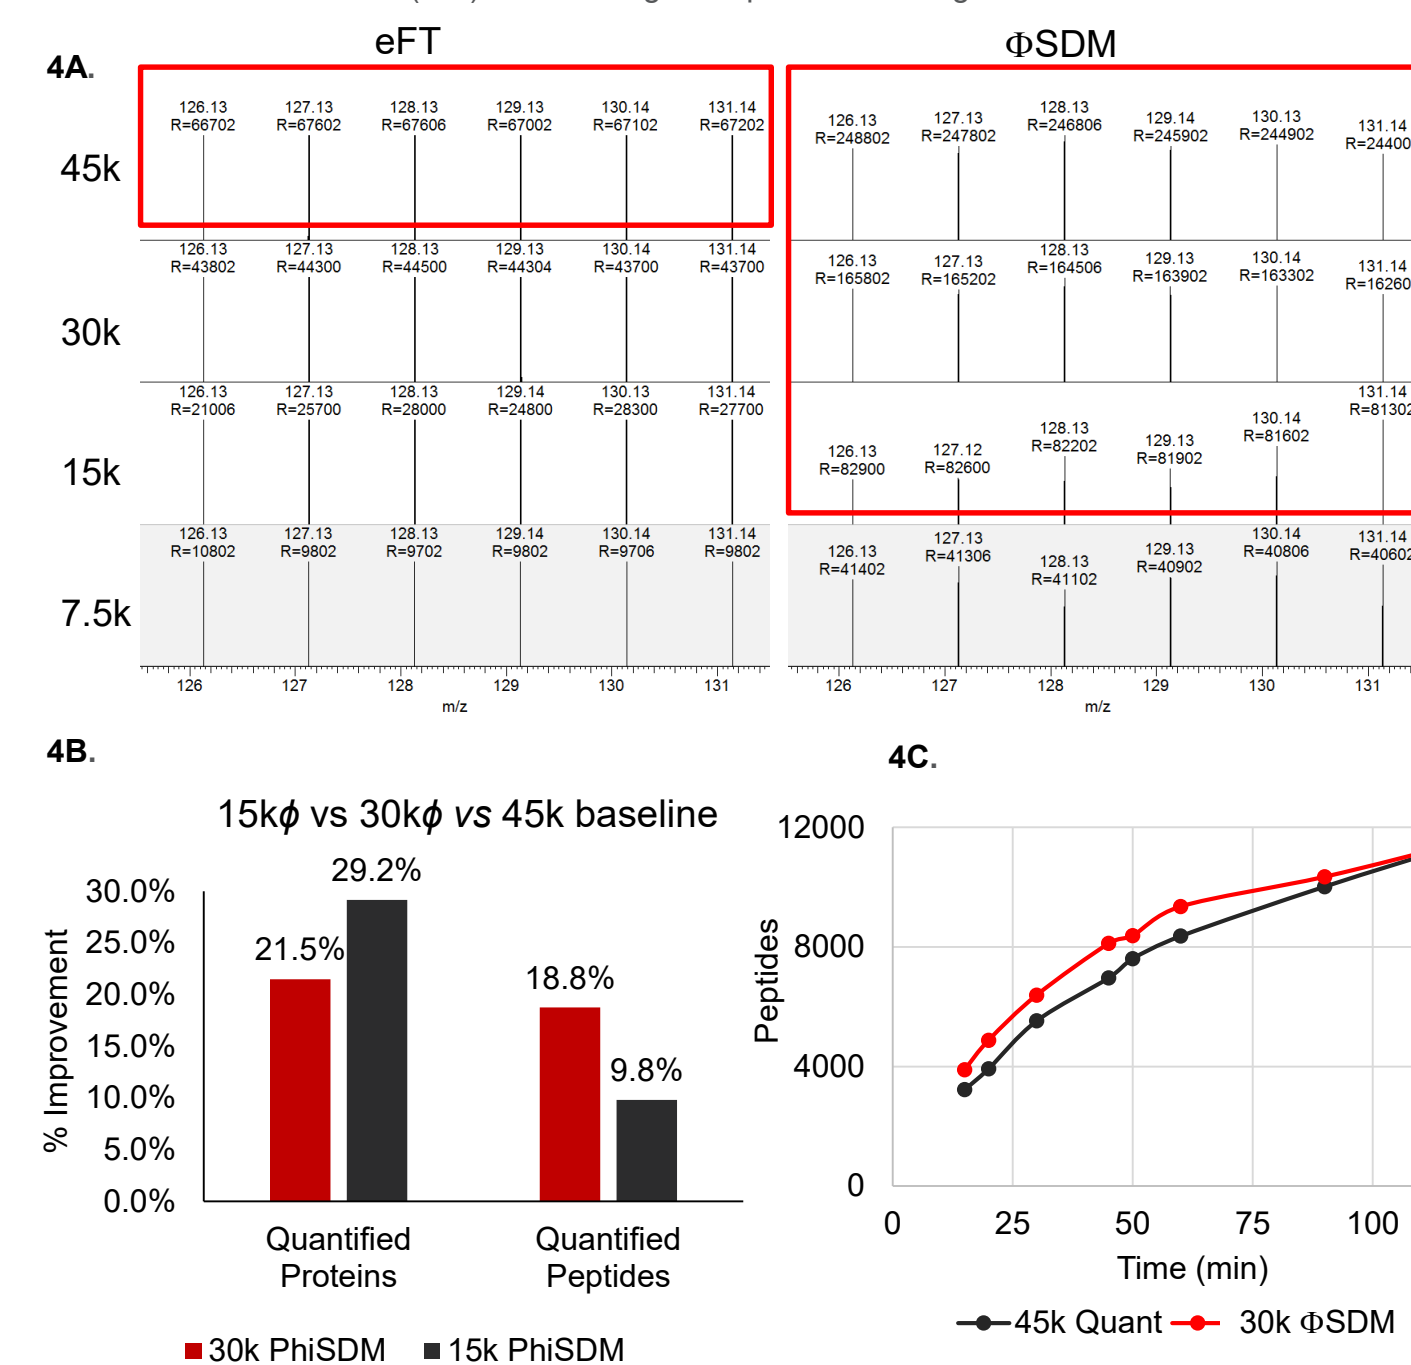 eFT
ΦSDM
4A.
126.13 127.13 128.13 129.13 130.14 131.14
R=66702 R=67602 R=67606 R=67002 R=67102 R=67202
45k
126.13 127.13 128.13 129.14 130.13 131.14
R=248802 R=247802 R=246806 R=245902 R=244902 R=24400
126.13 127.13 128.13 129.13 130.14 131.14
R=43802 R=44300 R=44500 R=44304 R=43700 R=43700
30k
126.13 127.13 128.13 129.13 130.14 131.14
R=165802 R=165202 R=164506 R=163902 R=163302 R=16260
126.13 127.13 128.13 129.14 130.13 131.14
R=21006 R=25700 R=28000 R=24800 R=28300 R=27700
15k
126.13 127.12 128.13 129.13 130.14 131.14
R=82900 R=82600 R=82202 R=81902 R=81602 R=81302
126.13 127.13 128.13 129.14 130.14 131.14
R=10802 R=9802 R=9702 R=9802 R=9706 R=9802
7.5k
126.13 127.13 128.13 129.13 130.14 131.14
R=41402 R=41306 R=41102 R=40902 R=40806 R=40602
126 127 128 129 130 131
m/z
126 127 128 129 130 131
m/z
4B.
15kϕ vs 30kϕ vs 45k baseline
% Improvement
30.0%
25.0%
20.0%
15.0%
10.0%
5.0%
0.0%
21.5%
29.2%
18.8%
9.8%
Quantified
Proteins
Quantified
Peptides
30k PhiSDM 15k PhiSDM
4C.
Peptides
12000
8000
4000
0
0 25 50 75 100
Time (min)
45k Quant 30k ΦSDM